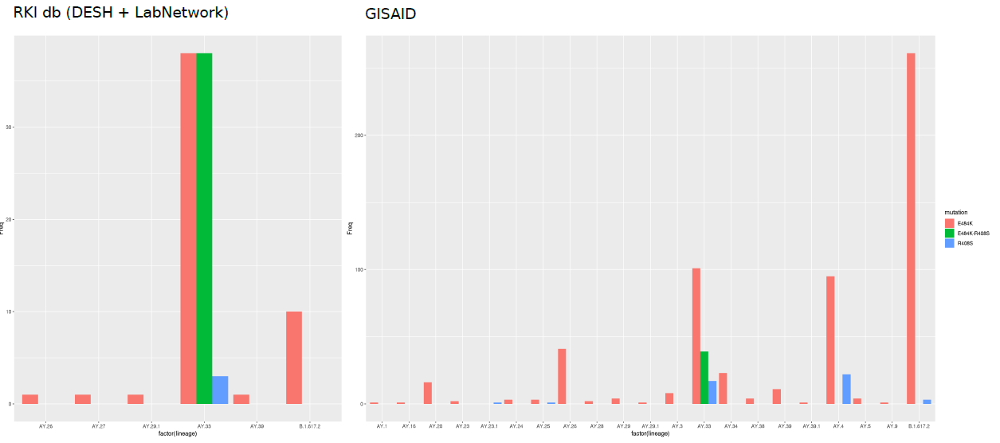 RKI db (DESH + LabNetwork)
GISAID
Freq
30
20
10
0
AY.26 AY.27 AY.29.1 AY.33 AY.39 B.1.617.2
factor(lineage)
Freq
200
100
0
AY.1 AY.16 AY.20 AY.23 AY.23.1 AY.24 AY.25 AY.26 AY.28 AY.29 AY.29.1 AY.3 AY.33 AY.34 AY.38 AY.39 AY.39.1 AY.4 AY.5 AY.9 B.1.617.2
factor(lineage)
mutation
E484K
E484K-R408S
R408S